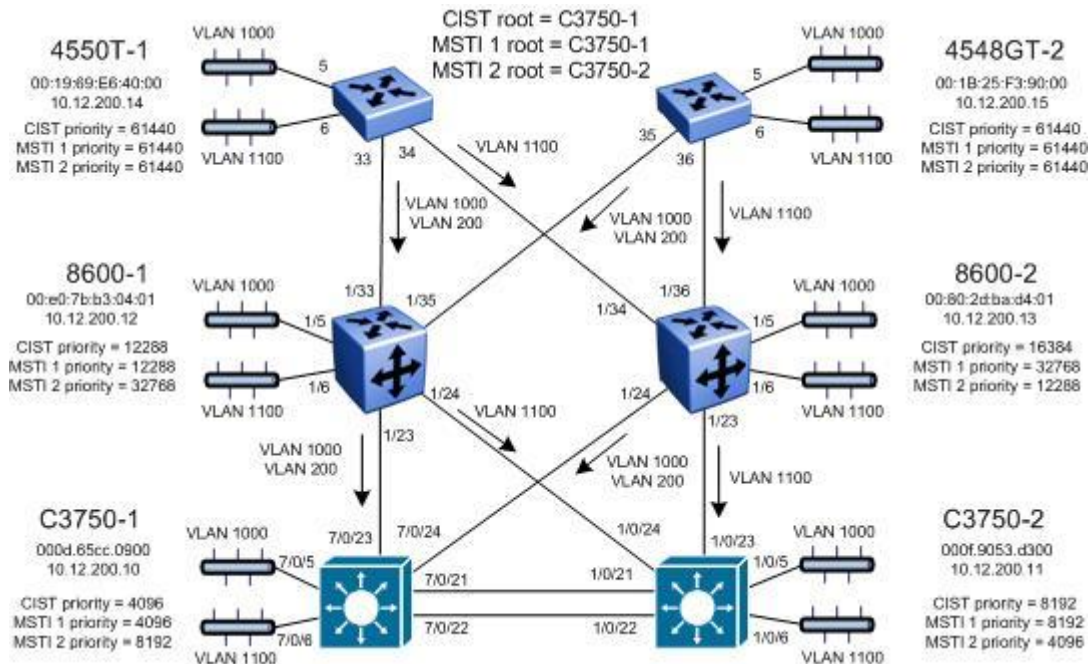 CIST root = C3750-1
MSTI 1 root = C3750-1
MSTI 2 root = C3750-2
4550T-1
00:19:69:E6:40:00
10.12.200.14
CIST priority = 61440
MSTI 1 priority = 61440
MSTI 2 priority = 61440
VLAN 1000
5
6
VLAN 1100
33
34
VLAN 1100
VLAN 1000
VLAN 200
4548GT-2
00:1B:25:F3:90:00
10.12.200.15
CIST priority = 61440
MSTI 1 priority = 61440
MSTI 2 priority = 61440
VLAN 1000
5
6
VLAN 1100
35
36
VLAN 1000
VLAN 200
VLAN 1100
8600-1
00:e0:7b:b3:04:01
10.12.200.12
CIST priority = 12288
MSTI 1 priority = 12288
MSTI 2 priority = 32768
VLAN 1000
1/5
1/6
VLAN 1100
1/33
1/35
1/24
1/23
VLAN 1100
VLAN 1000
VLAN 200
8600-2
00:80:2d:ba:d4:01
10.12.200.13
CIST priority = 16384
MSTI 1 priority = 32768
MSTI 2 priority = 12288
VLAN 1000
1/5
1/6
VLAN 1100
1/34
1/36
1/24
1/23
VLAN 1000
VLAN 200
VLAN 1100
C3750-1
000d.65cc.0900
10.12.200.10
CIST priority = 4096
MSTI 1 priority = 4096
MSTI 2 priority = 8192
VLAN 1000
7/0/5
7/0/6
VLAN 1100
7/0/23
7/0/24
7/0/21
7/0/22
C3750-2
000f.9053.d300
10.12.200.11
CIST priority = 8192
MSTI 1 priority = 8192
MSTI 2 priority = 4096
VLAN 1000
1/0/5
1/0/6
VLAN 1100
1/0/24
1/0/23
1/0/21
1/0/22